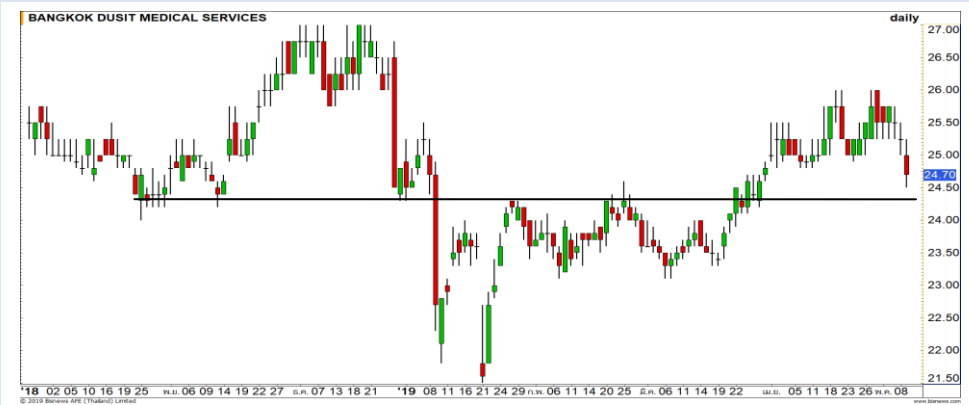 BANGKOK DUSIT MEDICAL SERVICES
daily
27.00
26.50
26.00
25.50
25.00
24.70
24.50
24.00
23.50
23.00
22.50
22.00
21.50
'18 02 05 10 16 19 25 พ.ย. 06 09 14 19 22 27 ธ.ค. 07 13 18 21 '19 08 11 16 21 24 29 ก.พ. 06 11 14 20 25 มี.ค. 06 11 14 19 22 เม.ย. 05 11 18 23 26 พ.ค. 08
© 2019 Bisnews AFE (Thailand) Limited
www.bisnews.com